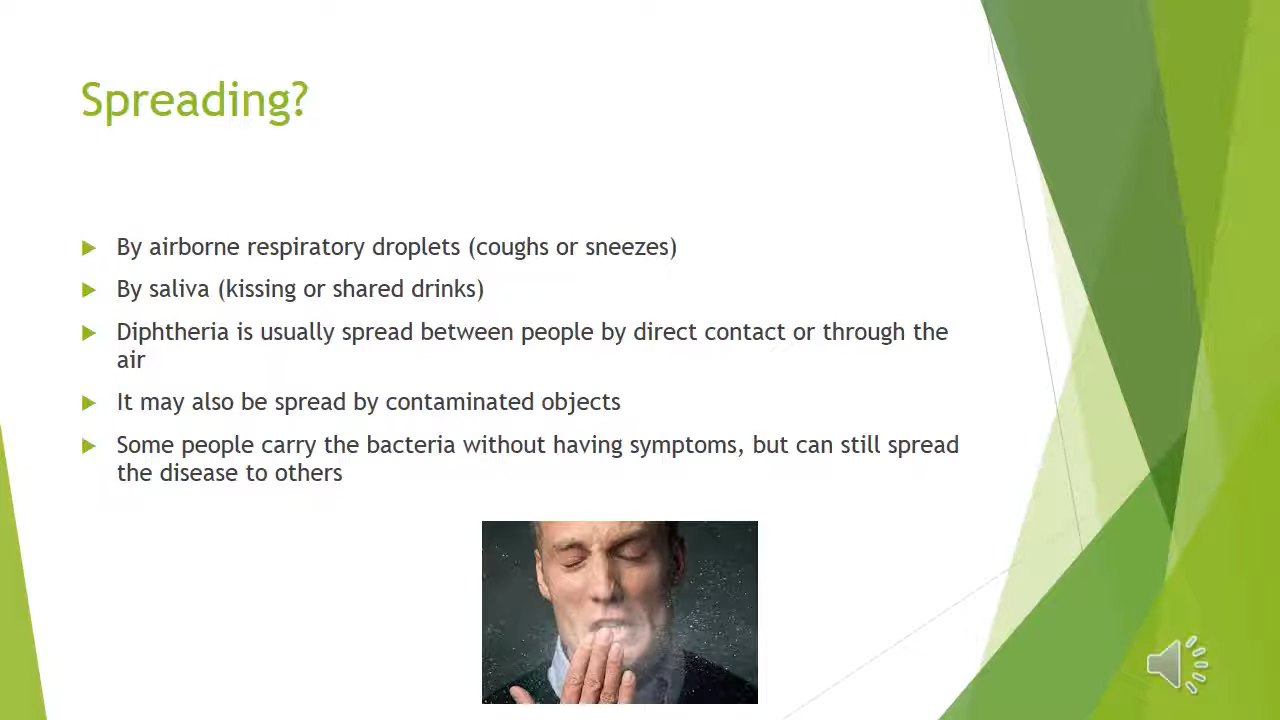 Spreading?
By airborne respiratory droplets (coughs or sneezes)
By saliva (kissing or shared drinks)
Diphtheria is usually spread between people by direct contact or through the
air
It may also be spread by contaminated objects
Some people carry the bacteria without having symptoms, but can still spread
the disease to others